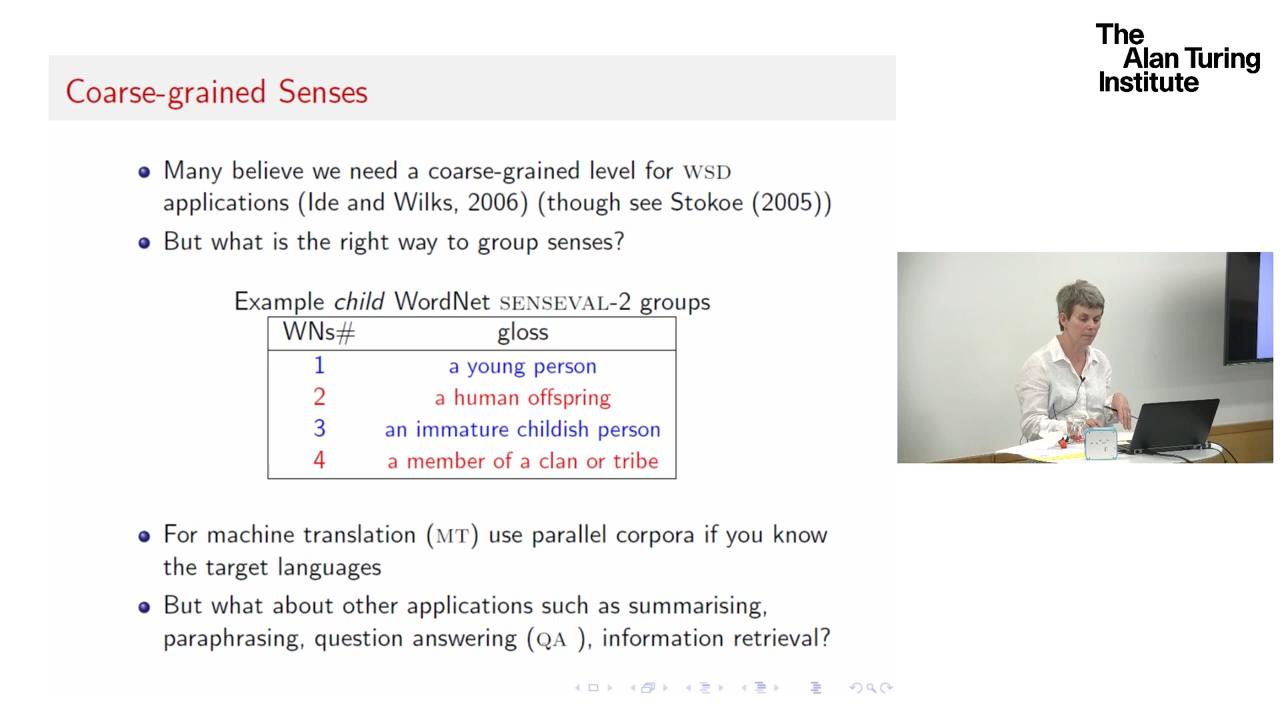 The
Alan Turing
Institute
Coarse-grained Senses
Many believe we need a coarse-grained level for WSD
applications (Ide and Wilks, 2006) (though see Stokoe (2005))
But what is the right way to group senses?
Example child WordNet SENSEVAL-2 groups
WNs# gloss
1 a young person
2 a human offspring
3 an immature childish person
4 a member of a clan or tribe
For machine translation (MT) use parallel corpora if you know
the target languages
But what about other applications such as summarising,
paraphrasing, question answering (QA ), information retrieval?